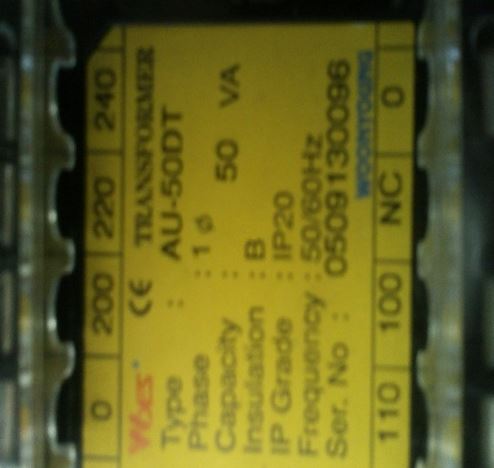 0 200 220 240
CE TRANSFORMER
Type : AU-50DT
Phase : 1 ø
Capacity : 50 VA
Insulation : B
IP Grade : IP20
Frequency : 50/60Hz
Ser. No : 0509130096
WOONYOUNG
110 100 NC 0